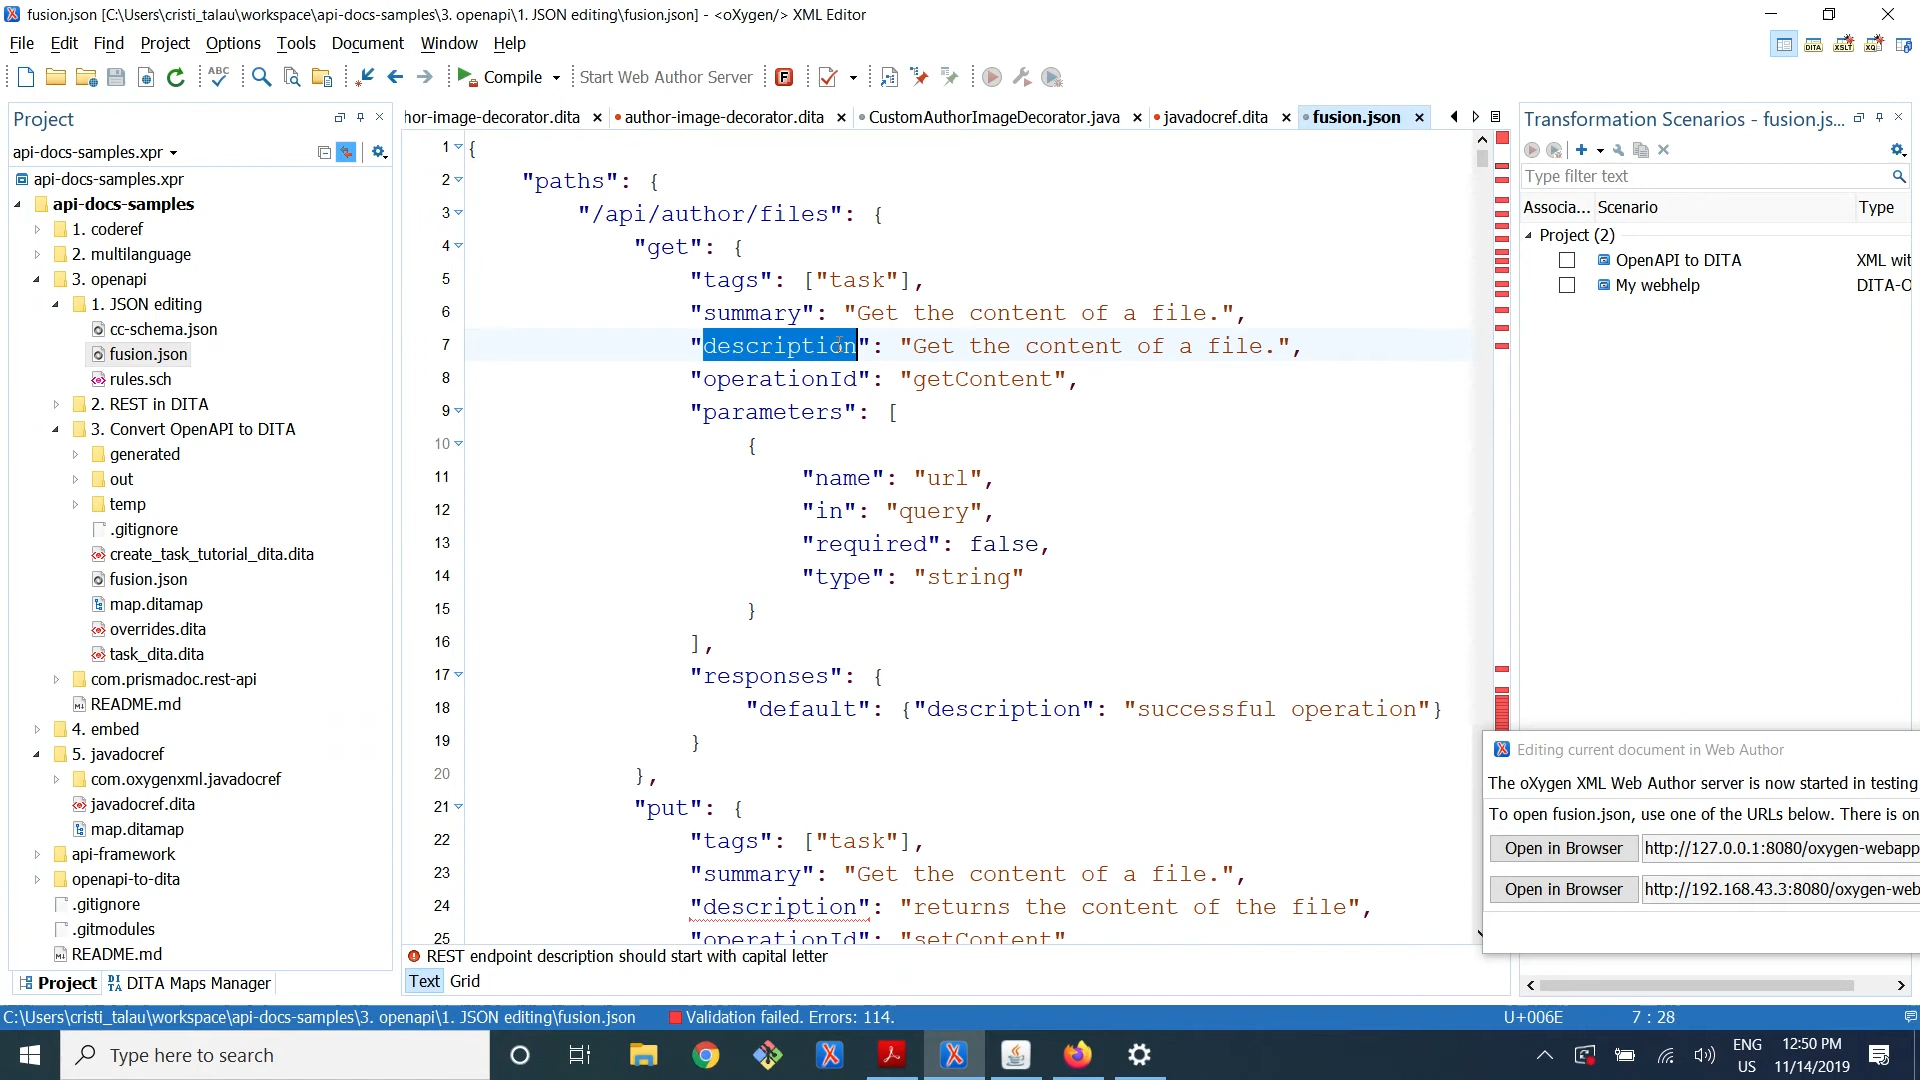 fusion.json [C:\Users\cristi_talau\workspace\api-docs-samples\3. openapi\1. JSON editing\fusion.json] - <oXygen/> XML Editor
File Edit Find Project Options Tools Document Window Help
DITA XSLT XQ
ABC Compile Start Web Author Server F
Project
api-docs-samples.xpr
api-docs-samples.xpr
api-docs-samples
1. coderef
2. multilanguage
3. openapi
1. JSON editing
cc-schema.json
fusion.json
rules.sch
2. REST in DITA
3. Convert OpenAPI to DITA
generated
out
temp
.gitignore
create_task_tutorial_dita.dita
fusion.json
map.ditamap
overrides.dita
task_dita.dita
com.prismadoc.rest-api
README.md
4. embed
5. javadocref
com.oxygenxml.javadocref
javadocref.dita
map.ditamap
api-framework
openapi-to-dita
.gitignore
.gitmodules
README.md
Project DITA Maps Manager
hor-image-decorator.dita author-image-decorator.dita CustomAuthorImageDecorator.java javadocref.dita fusion.json
1 {
2 "paths": {
3 "/api/author/files": {
4 "get": {
5 "tags": ["task"],
6 "summary": "Get the content of a file.",
7 "description": "Get the content of a file.",
8 "operationId": "getContent",
9 "parameters": [
10 {
11 "name": "url",
12 "in": "query",
13 "required": false,
14 "type": "string"
15 }
16 ],
17 "responses": {
18 "default": {"description": "successful operation"}
19 }
20 },
21 "put": {
22 "tags": ["task"],
23 "summary": "Get the content of a file.",
24 "description": "returns the content of the file",
25 "operationId": "setContent"
REST endpoint description should start with capital letter
Text Grid
Transformation Scenarios - fusion.js...
Type filter text
Associa... Scenario Type
Project (2)
OpenAPI to DITA XML wit
My webhelp DITA-O
Editing current document in Web Author
The oXygen XML Web Author server is now started in testing
To open fusion.json, use one of the URLs below. There is on
Open in Browser http://127.0.0.1:8080/oxygen-webapp
Open in Browser http://192.168.43.3:8080/oxygen-web
C:\Users\cristi_talau\workspace\api-docs-samples\3. openapi\1. JSON editing\fusion.json Validation failed. Errors: 114. U+006E 7 : 28
Type here to search
ENG
US
12:50 PM
11/14/2019